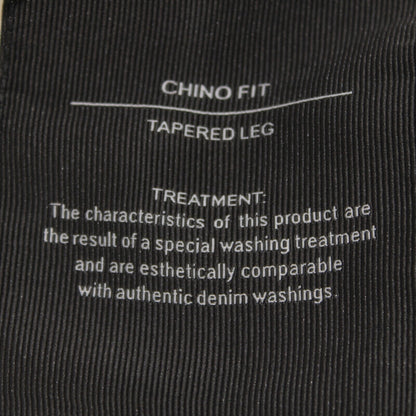 CHINO FIT
TAPERED LEG
TREATMENT:
The characteristics of this product are
the result of a special washing treatment
and are esthetically comparable
with authentic denim washings.